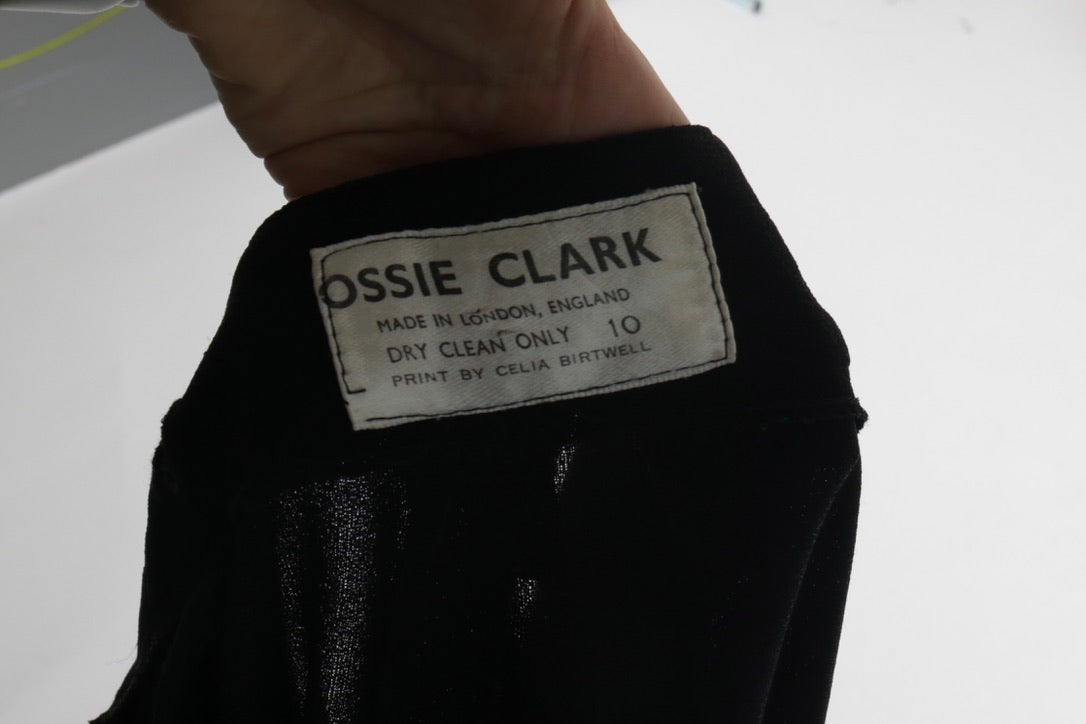 OSSIE CLARK
MADE IN LONDON, ENGLAND
DRY CLEAN ONLY 10
PRINT BY CELIA BIRTWELL